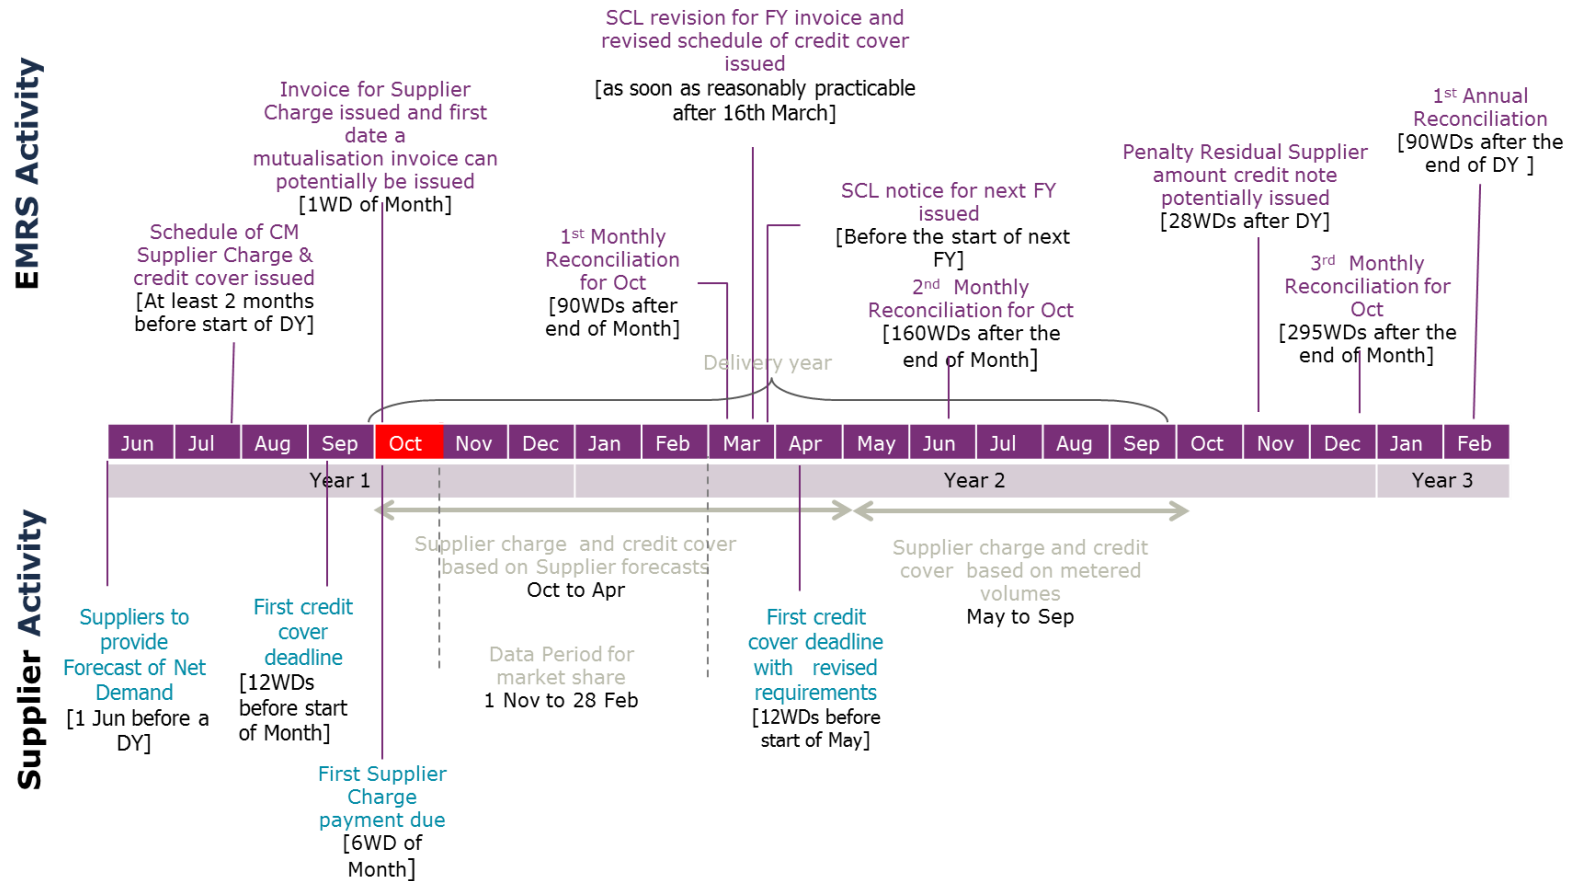 EMRS Activity
SCL revision for FY invoice and
revised schedule of credit cover
issued
[as soon as reasonably practicable
after 16th March]
Invoice for Supplier
Charge issued and first
date a
mutualisation invoice can
potentially be issued
[1WD of Month]
1st Annual
Reconciliation
[90WDs after the
end of DY ]
Penalty Residual Supplier
amount credit note
potentially issued
[28WDs after DY]
SCL notice for next FY
issued
[Before the start of next
FY]
Schedule of CM
Supplier Charge &
credit cover issued
[At least 2 months
before start of DY]
1st Monthly
Reconciliation
for Oct
[90WDs after
end of Month]
2nd Monthly
Reconciliation for Oct
[160WDs after the
end of Month]
3rd Monthly
Reconciliation for
Oct
[295WDs after the
end of Month]
Delivery year
Jun Jul Aug Sep Oct Nov Dec Jan Feb Mar Apr May Jun Jul Aug Sep Oct Nov Dec Jan Feb
Year 1 Year 2 Year 3
Supplier Activity
Supplier charge and credit cover
based on Supplier forecasts
Oct to Apr
Supplier charge and credit
cover based on metered
volumes
May to Sep
Suppliers to
provide
Forecast of Net
Demand
[1 Jun before a
DY]
First credit
cover
deadline
[12WDs
before start
of Month]
Data Period for
market share
1 Nov to 28 Feb
First credit
cover deadline
with revised
requirements
[12WDs before
start of May]
First Supplier
Charge
payment due
[6WD of
Month]